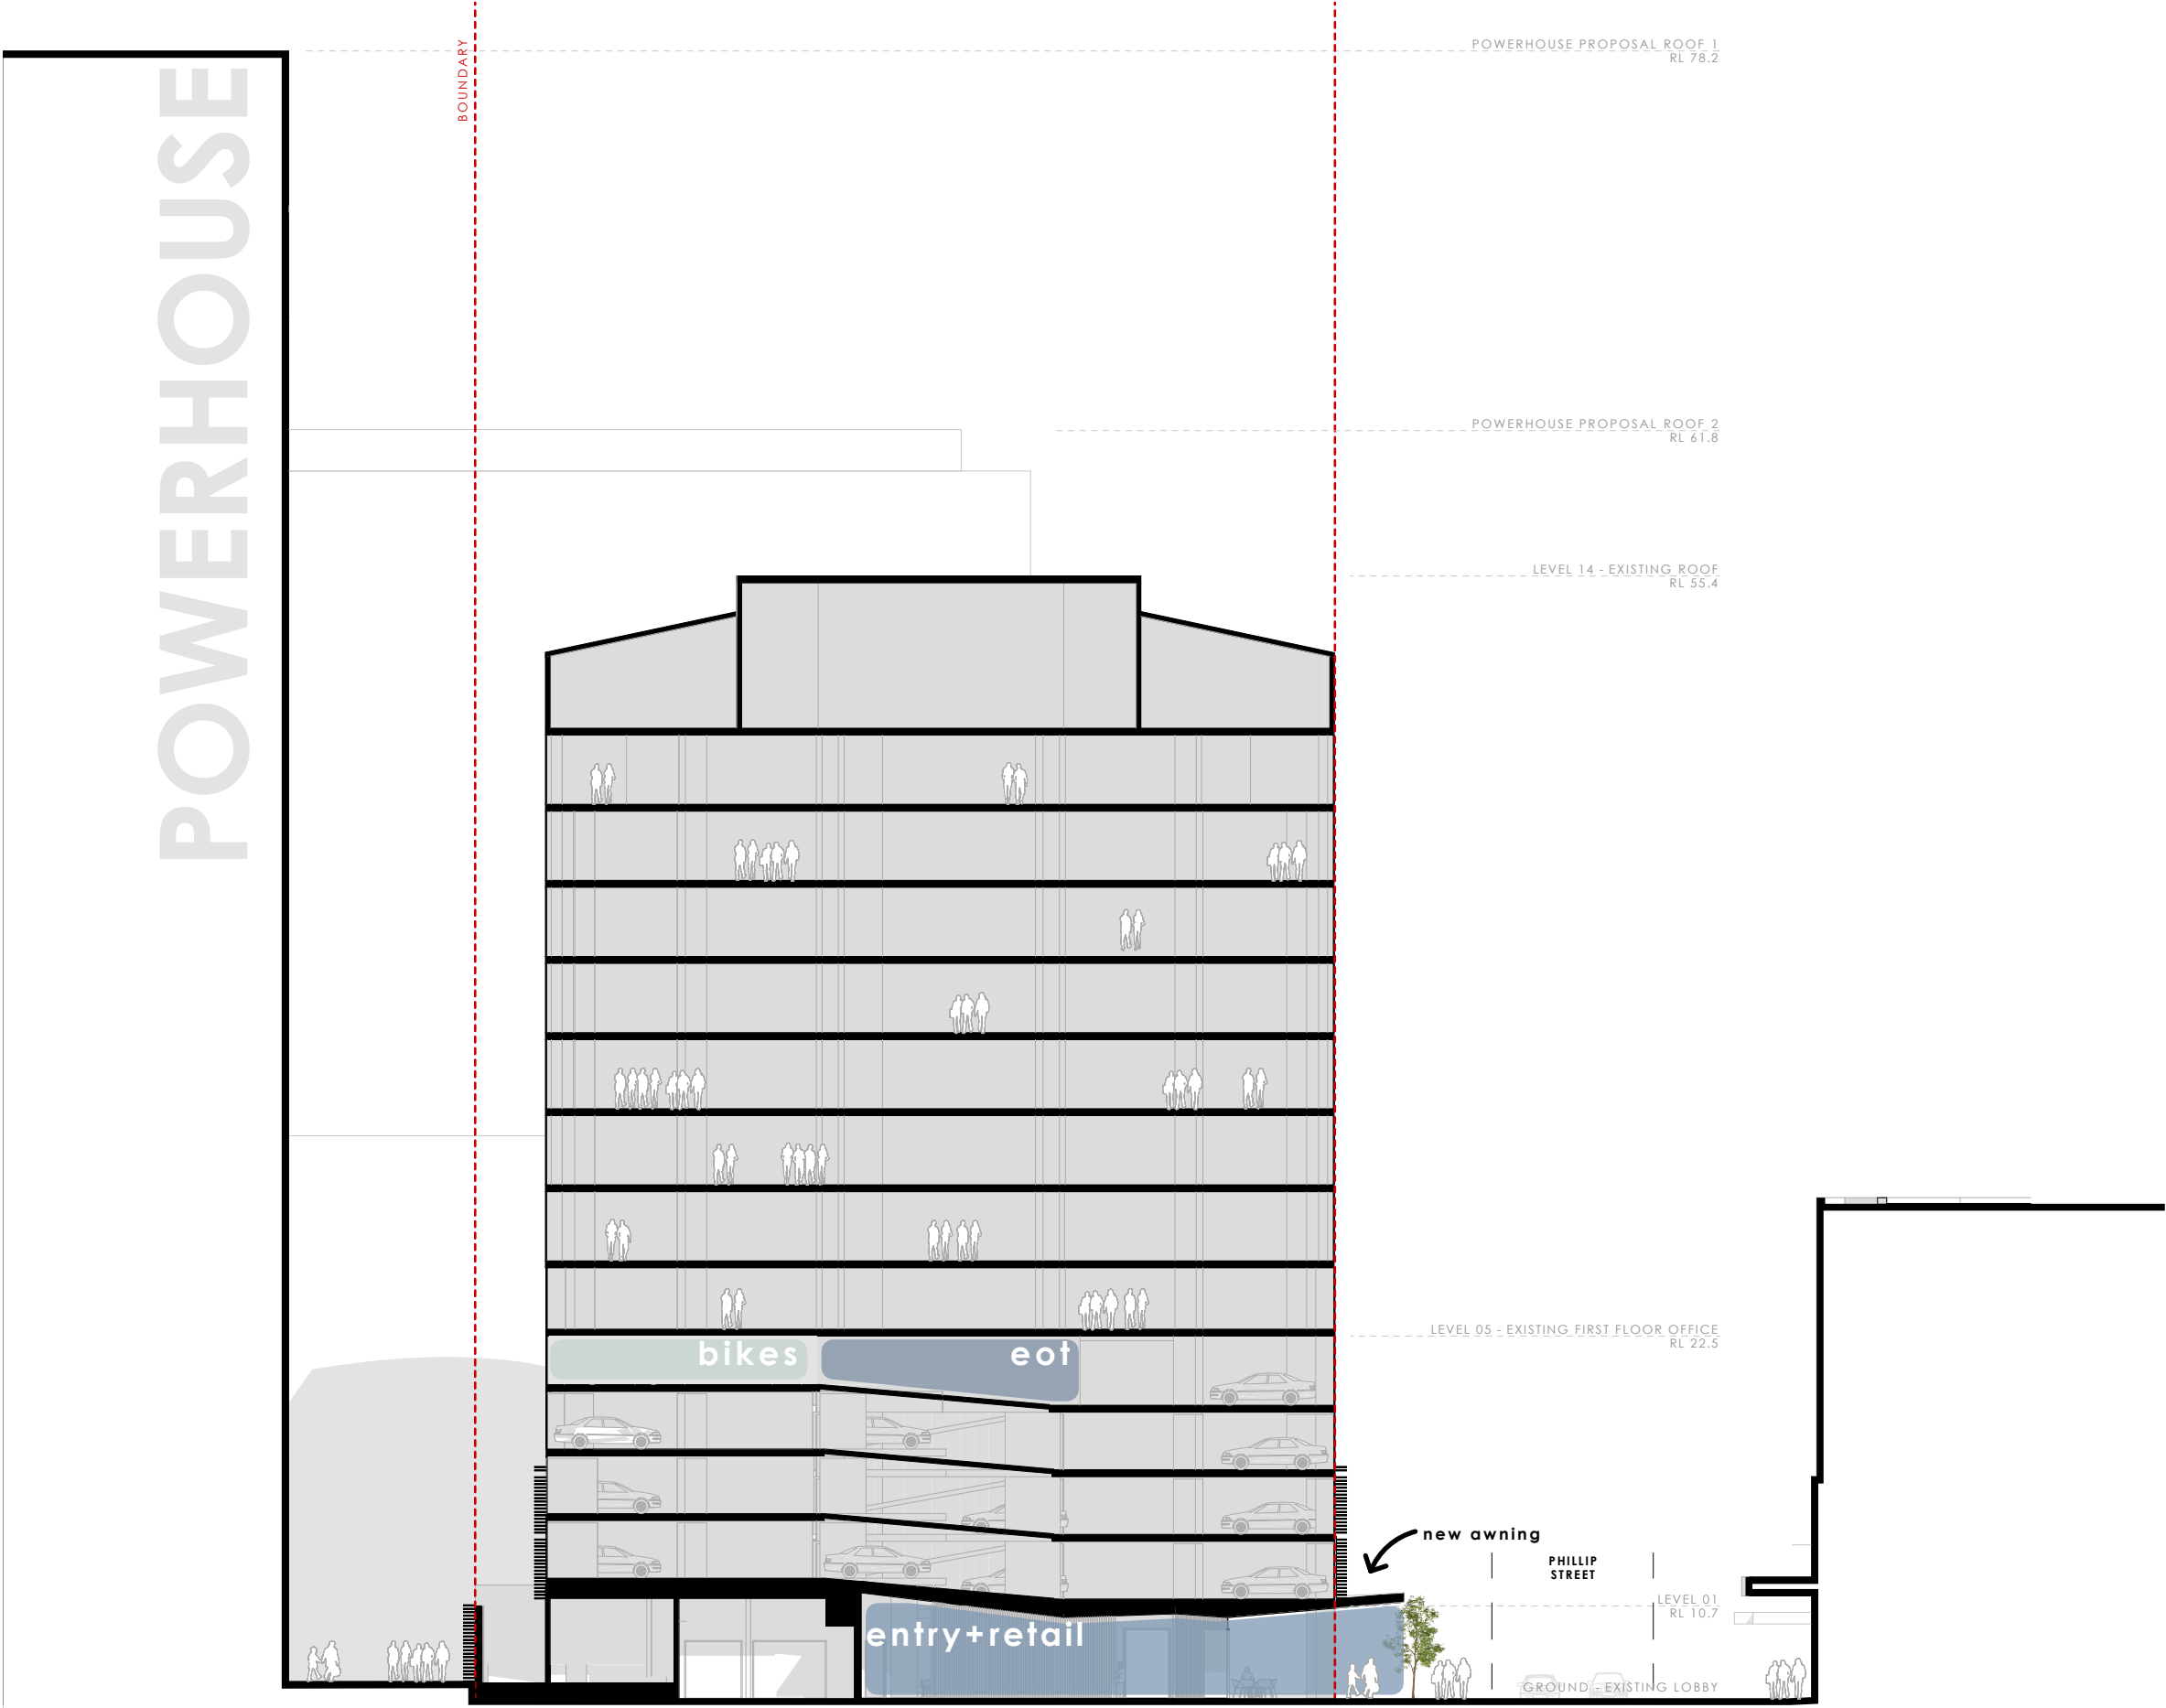 POWERHOUSE PROPOSAL ROOF 1
RL 78.2
BOUNDARY
POWERHOUSE
POWERHOUSE PROPOSAL ROOF 2
RL 61.8
LEVEL 14 - EXISTING ROOF
RL 55.4
LEVEL 05 - EXISTING FIRST FLOOR OFFICE
RL 22.5
bikes
eot
new awning
PHILLIP
STREET
LEVEL 01
RL 10.7
entry+retail
GROUND - EXISTING LOBBY